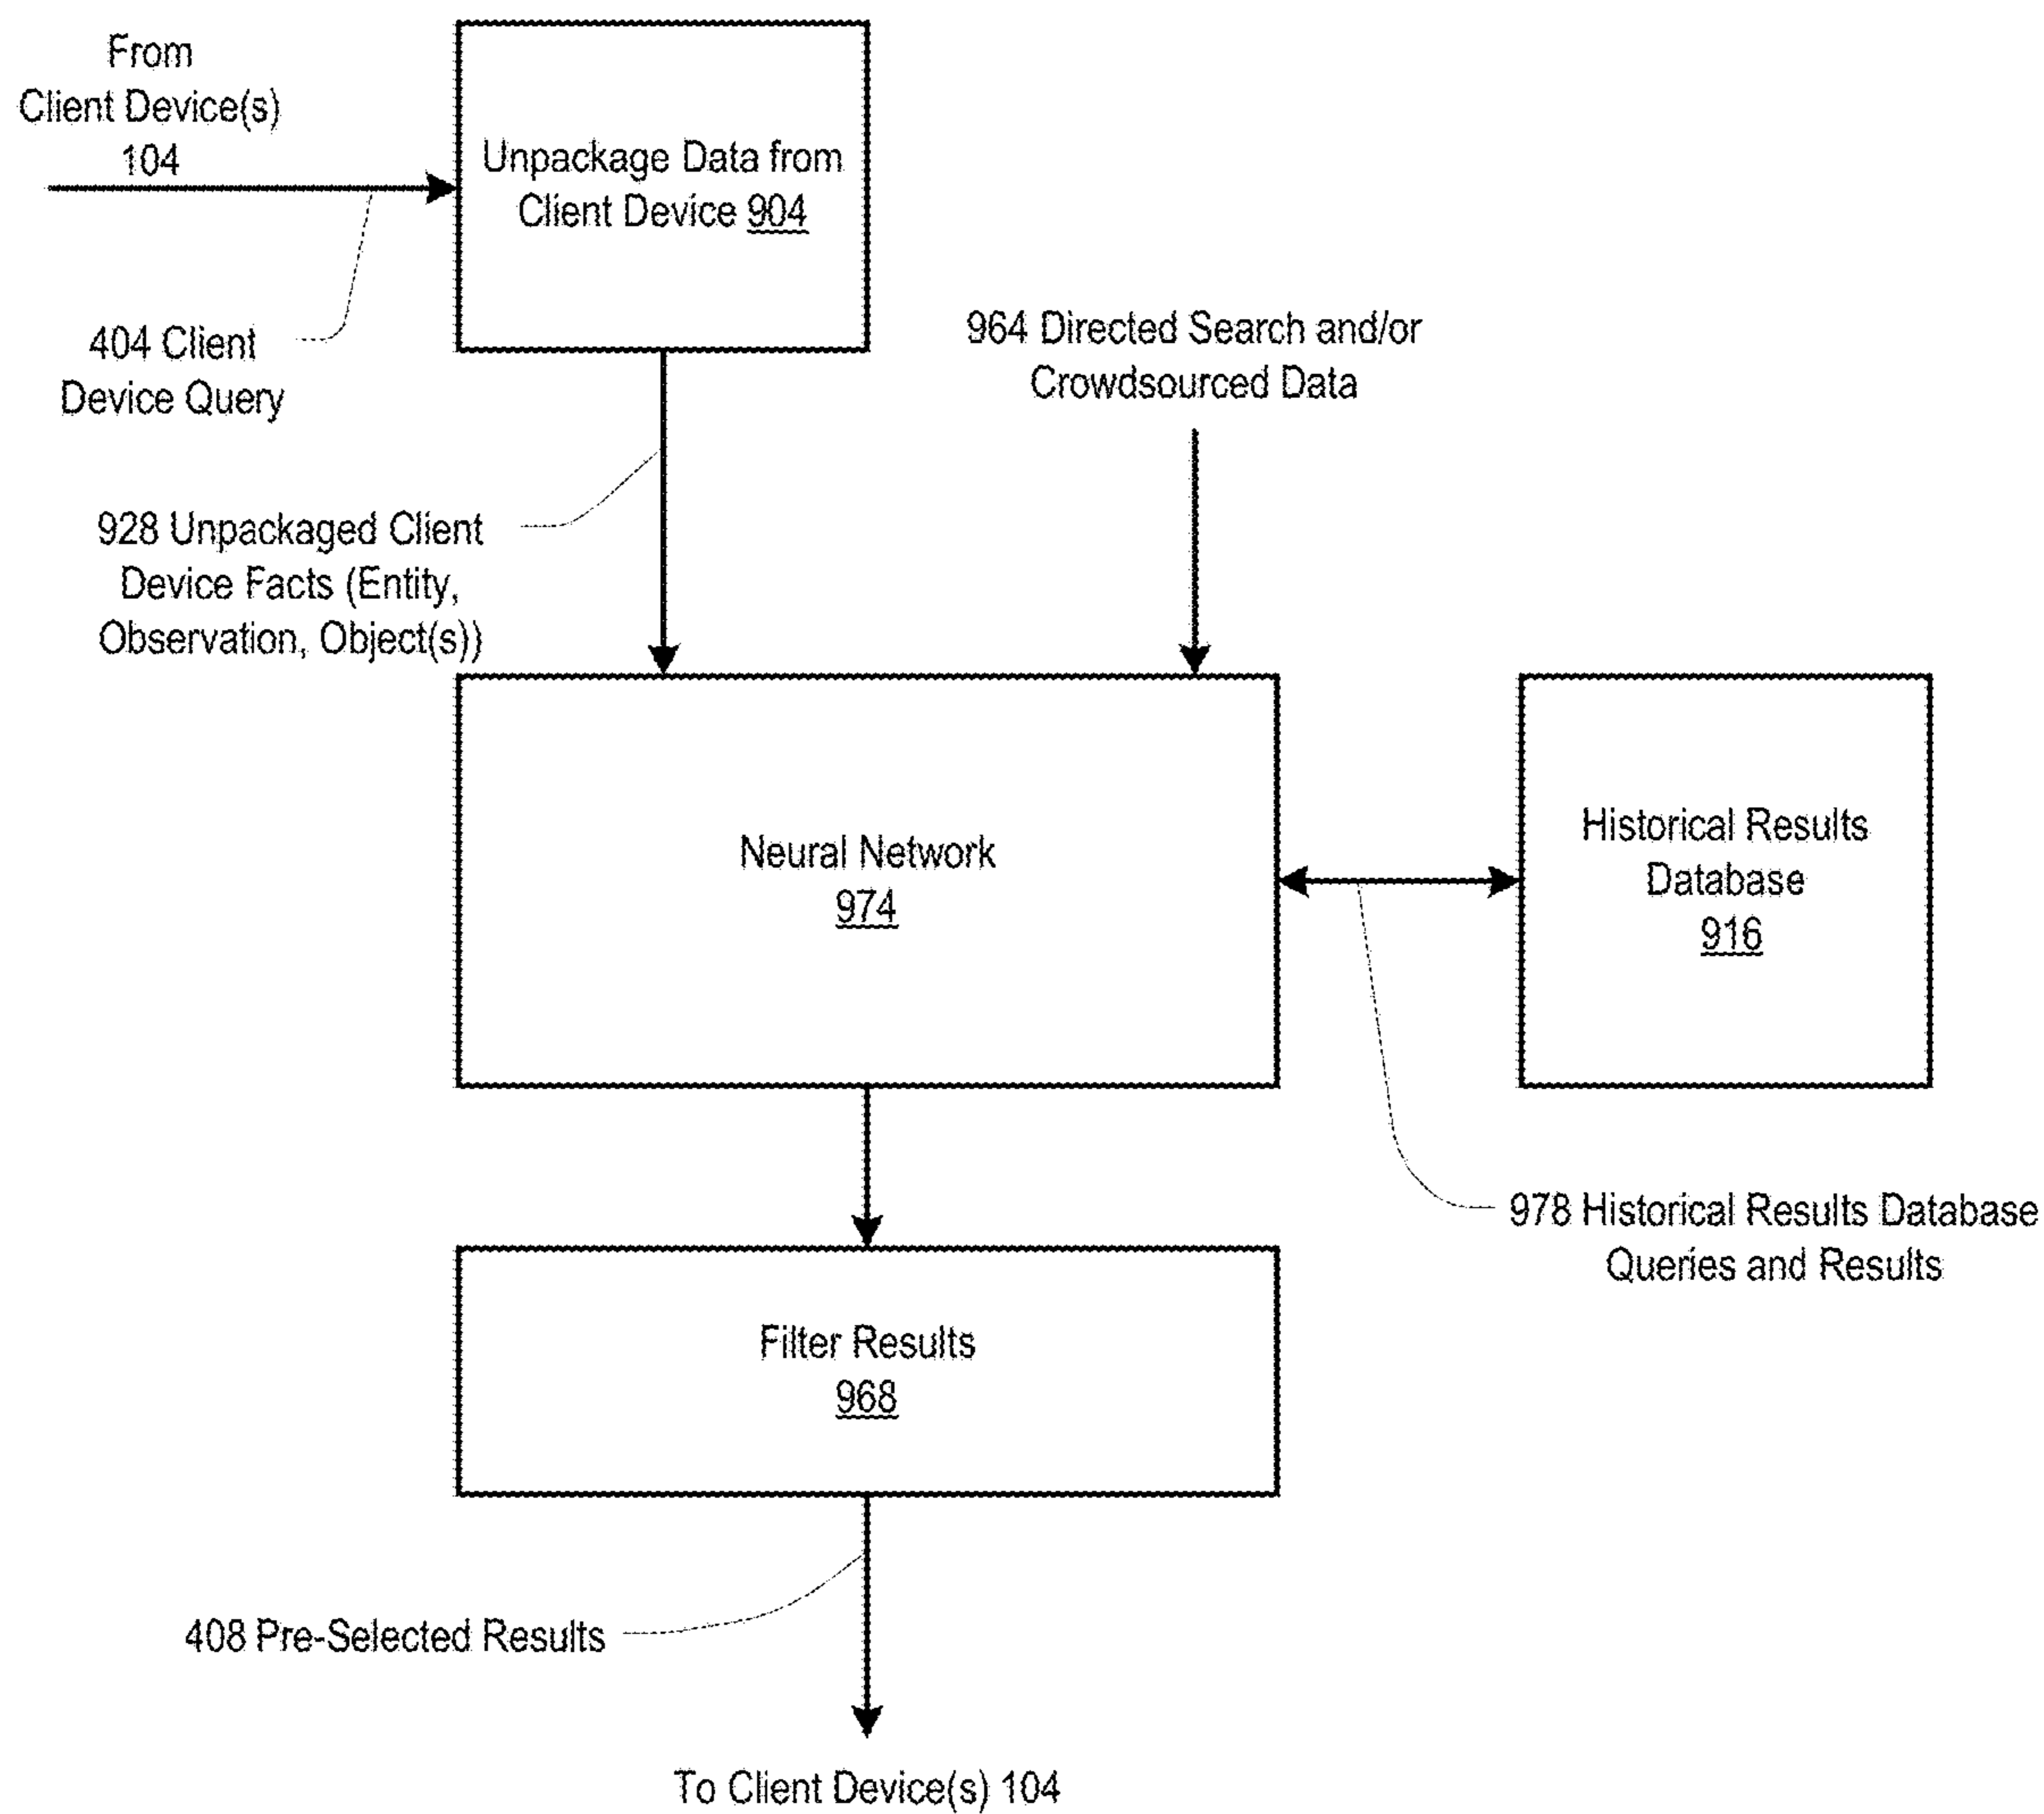 From
Client Device(s)
104
Unpackage Data from
Client Device 904
404 Client
Device Query
964 Directed Search and/or
Crowdsourced Data
928 Unpackaged Client
Device Facts (Entity,
Observation, Object(s))
Neural Network
974
Historical Results
Database
916
978 Historical Results Database
Queries and Results
Filter Results
968
408 Pre-Selected Results
To Client Device(s) 104